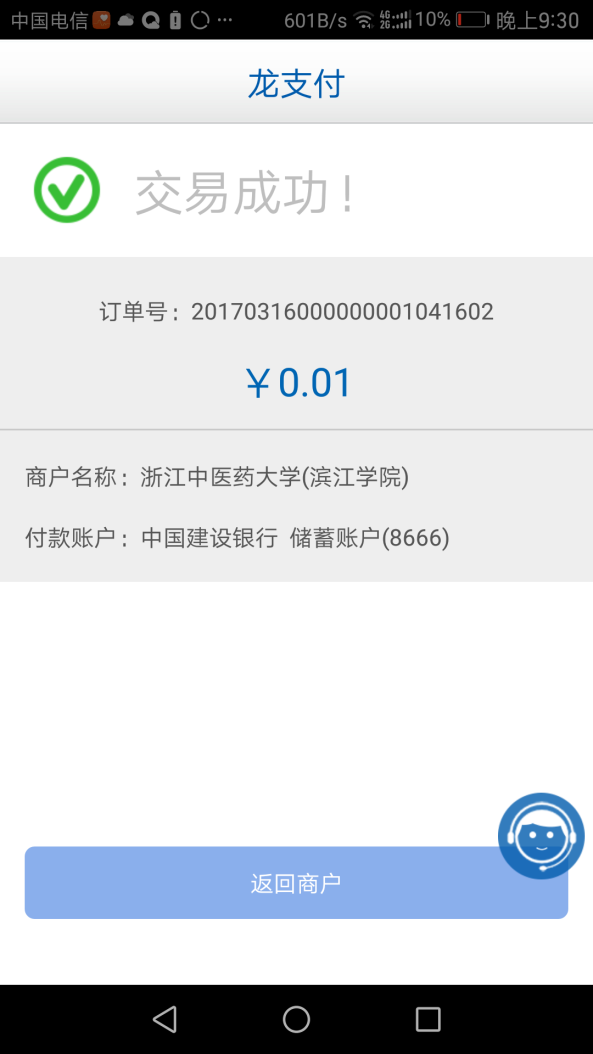 中国电信 ··· 601B/s 4G 2G 10% 晚上9:30
龙支付
交易成功！
订单号：20170316000000001041602
￥0.01
商户名称：浙江中医药大学(滨江学院)
付款账户：中国建设银行 储蓄账户(8666)
返回商户